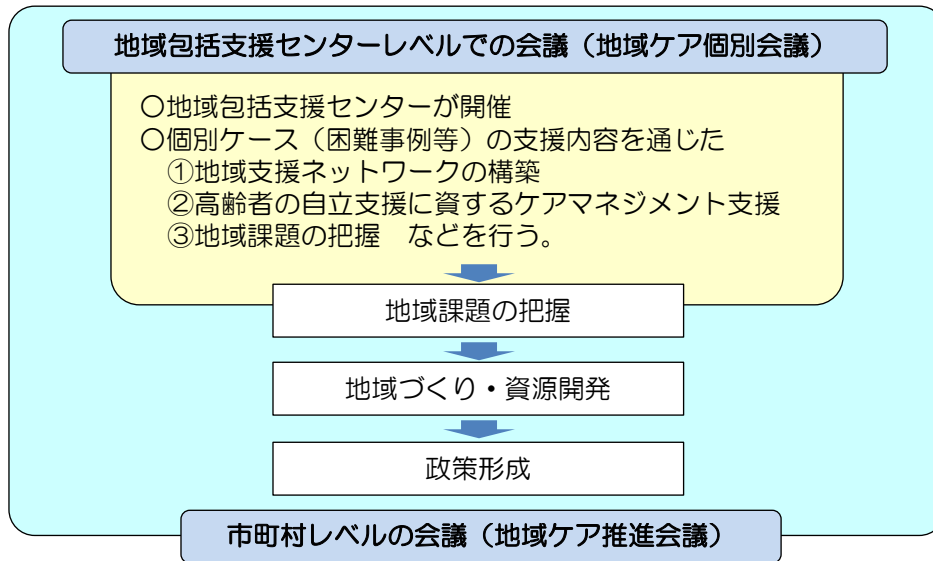 地域包括支援センターレベルでの会議（地域ケア個別会議）
〇地域包括支援センターが開催
〇個別ケース（困難事例等）の支援内容を通じた
①地域支援ネットワークの構築
②高齢者の自立支援に資するケアマネジメント支援
③地域課題の把握　などを行う。
地域課題の把握
地域づくり・資源開発
政策形成
市町村レベルの会議（地域ケア推進会議）